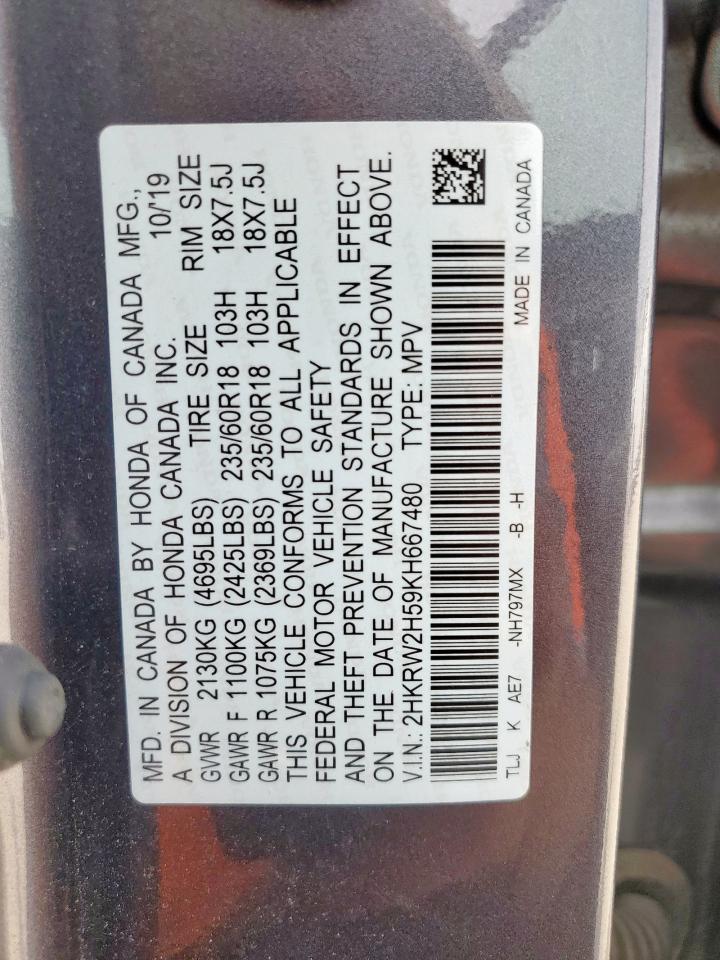 MFD. IN CANADA BY HONDA OF CANADA MFG.,
A DIVISION OF HONDA CANADA INC. 10/'19
GVWR 2130KG (4695LBS) TIRE SIZE RIM SIZE
GAWR F 1100KG (2425LBS) 235/60R18 103H 18X7.5J
GAWR R 1075KG (2369LBS) 235/60R18 103H 18X7.5J
THIS VEHICLE CONFORMS TO ALL APPLICABLE
FEDERAL MOTOR VEHICLE SAFETY
AND THEFT PREVENTION STANDARDS IN EFFECT
ON THE DATE OF MANUFACTURE SHOWN ABOVE.
V.I.N.: 2HKRW2H59KH667480 TYPE: MPV
TLJ K AE7 -NH797MX -B -H MADE IN CANADA